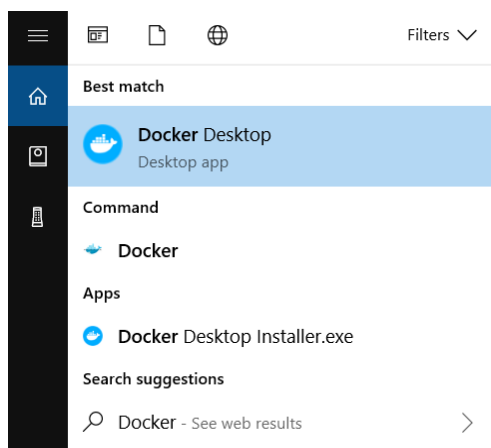 Filters
Best match
Docker Desktop
Desktop app
Command
Docker
Apps
Docker Desktop Installer.exe
Search suggestions
Docker - See web results